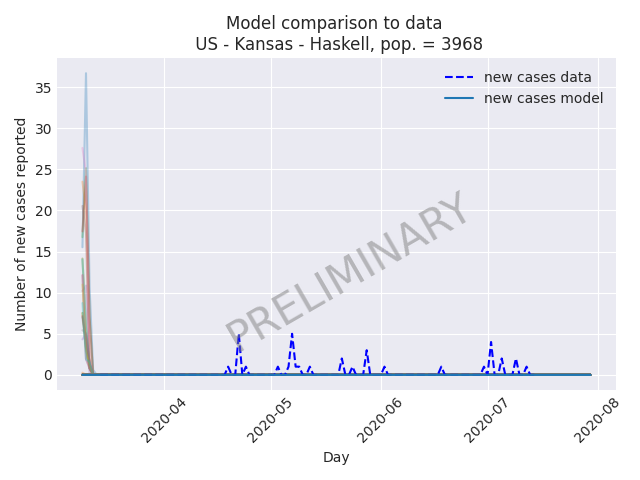 Model comparison to data
US - Kansas - Haskell, pop. = 3968
new cases data
new cases model
Number of new cases reported
35
30
25
20
15
10
5
0
PRELIMINARY
2020-04
2020-05
2020-06
2020-07
2020-08
Day